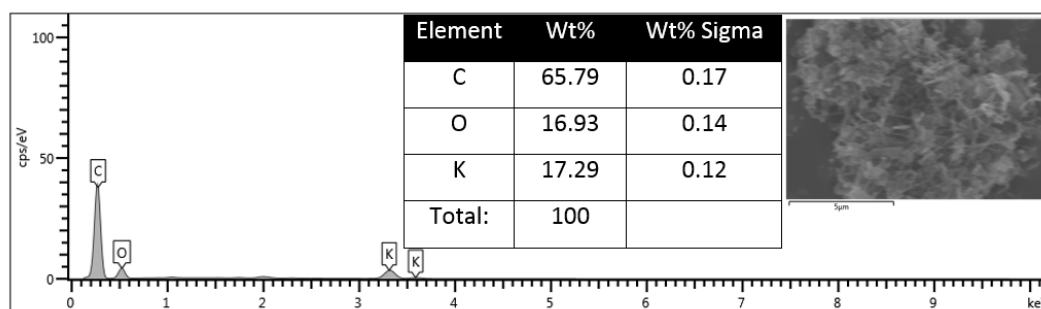 Element Wt% Wt% Sigma
C 65.79 0.17
O 16.93 0.14
K 17.29 0.12
Total: 100
100
50
0
cps/eV
C
O
K
K
0 1 2 3 4 5 6 7 8 9 ke
5µm